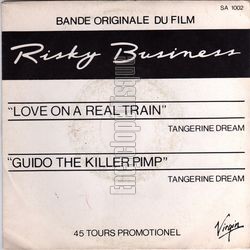 SA 1002
BANDE ORIGINALE DU FILM
Risky Business
"LOVE ON A REAL TRAIN"
TANGERINE DREAM
"GUIDO THE KILLER PIMP"
TANGERINE DREAM
45 TOURS PROMOTIONEL
Virgin